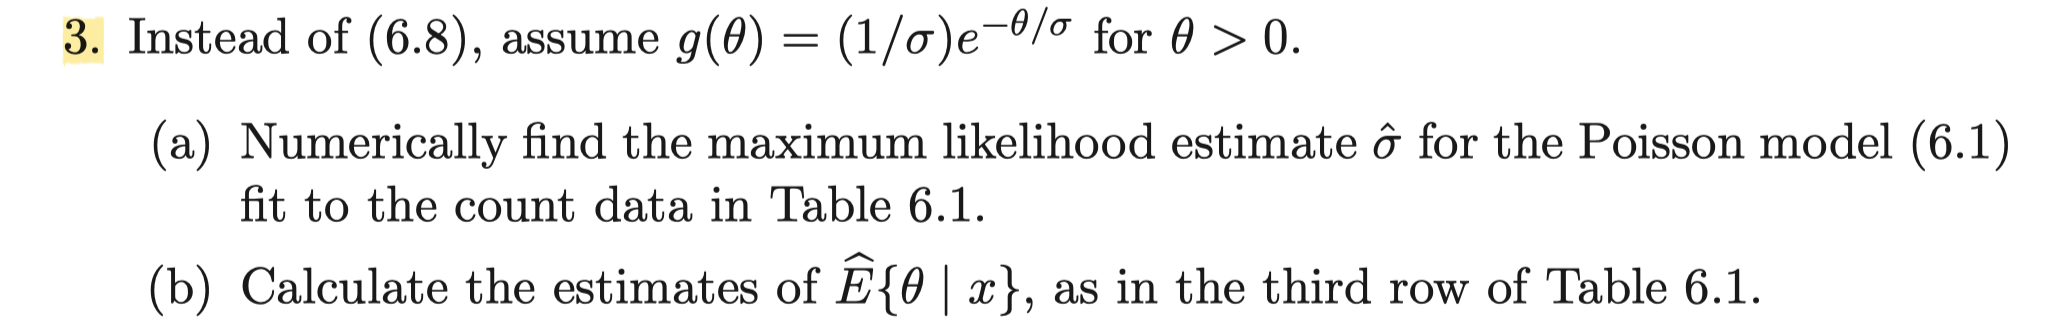 3. Instead of (6.8), assume g(θ) = (1/σ)e^{−θ/σ} for θ > 0.
(a) Numerically find the maximum likelihood estimate σ̂ for the Poisson model (6.1)
fit to the count data in Table 6.1.
(b) Calculate the estimates of Ê{θ | x}, as in the third row of Table 6.1.